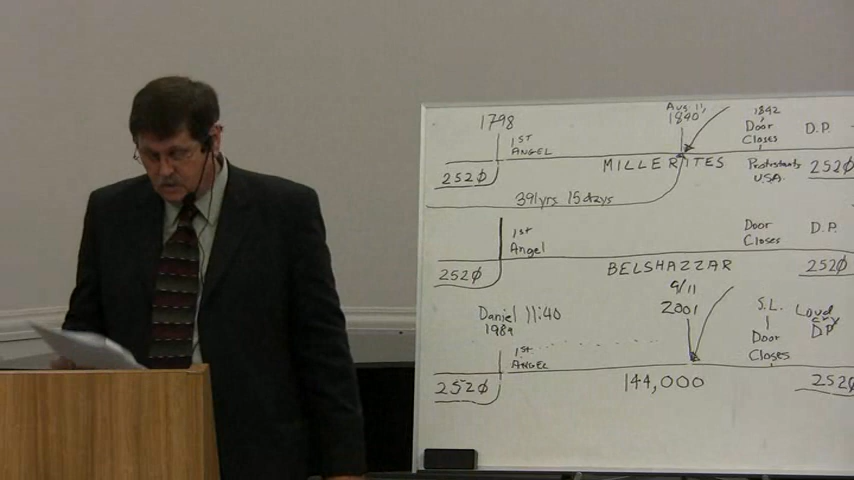 1798
Aug 11, 1842
1840 Door
1ST Closes D.P.
ANGEL MILLERITES Protestants 2520
2520 USA.
391yrs 15days
1st Door D.P.
Angel Closes
2520 BELSHAZZAR 2520
9/11
Daniel 11:40 2001 S.L. Loud
1989 cry
1st Door DP
ANGEL Closes
2520 144,000 2520